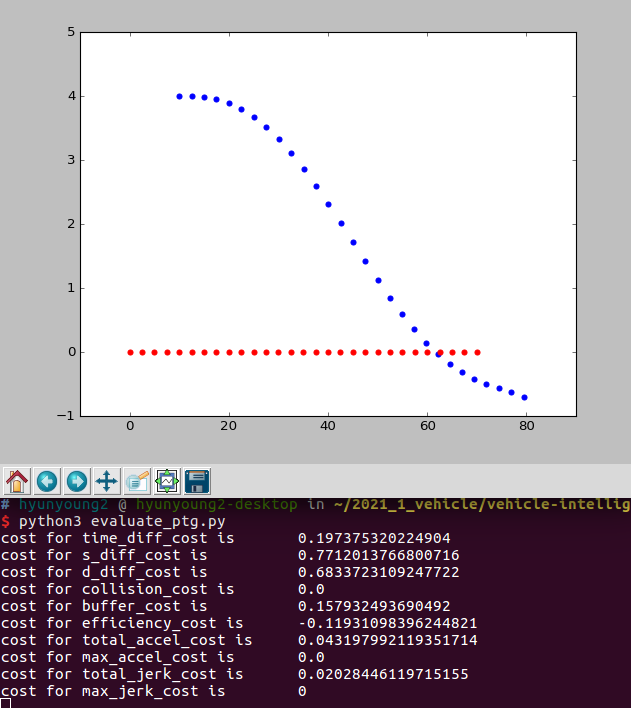 5
4
3
2
1
0
−1
0 20 40 60 80
# hyunyoung2 @ hyunyoung2-desktop in ~/2021_1_vehicle/vehicle-intellig
$ python3 evaluate_ptg.py
cost for time_diff_cost is 0.197375320224904
cost for s_diff_cost is 0.7712013766800716
cost for d_diff_cost is 0.6833723109247722
cost for collision_cost is 0.0
cost for buffer_cost is 0.157932493690492
cost for efficiency_cost is -0.11931098396244821
cost for total_accel_cost is 0.043197992119351714
cost for max_accel_cost is 0.0
cost for total_jerk_cost is 0.02028446119715155
cost for max_jerk_cost is 0